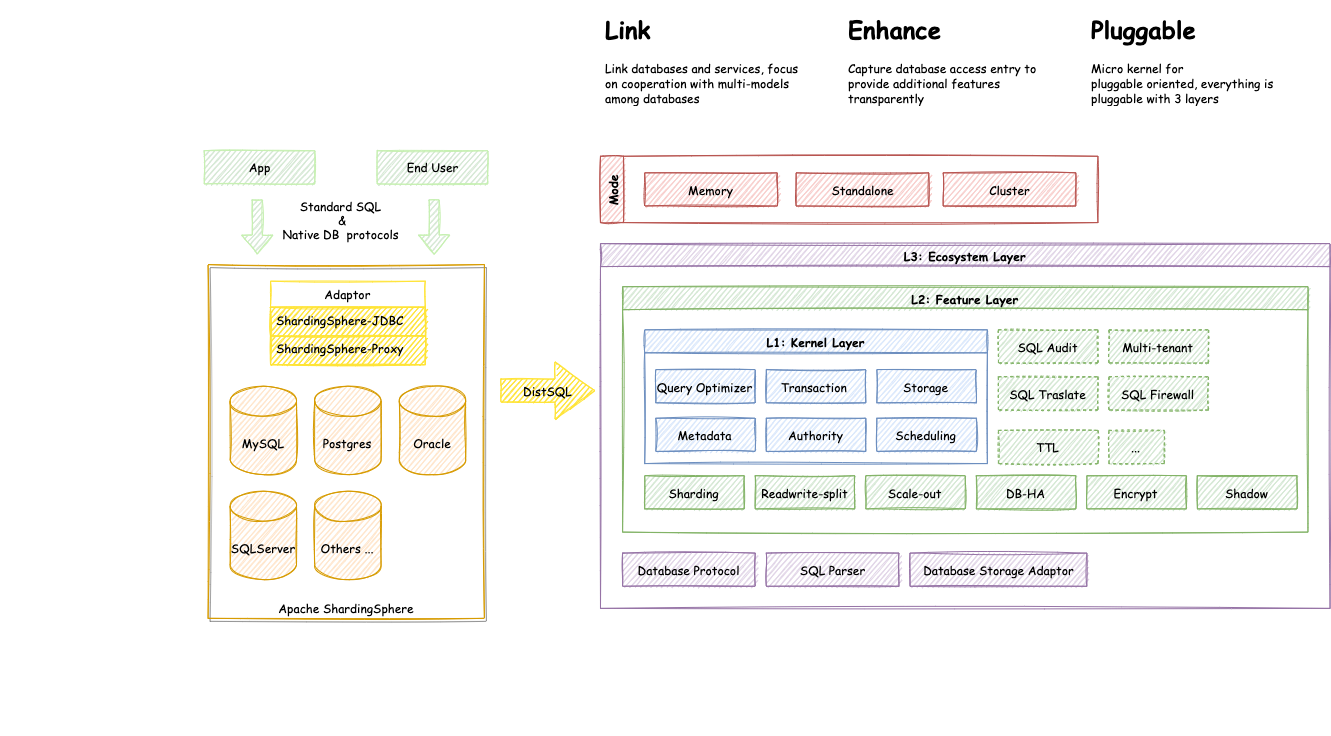 Link
Link databases and services, focus
on cooperation with multi-models
among databases
Enhance
Capture database access entry to
provide additional features
transparently
Pluggable
Micro kernel for
pluggable oriented, everything is
pluggable with 3 layers
App
End User
Standard SQL
&
Native DB protocols
Adaptor
ShardingSphere-JDBC
ShardingSphere-Proxy
MySQL
Postgres
Oracle
SQLServer
Others ...
Apache ShardingSphere
DistSQL
Mode
Memory
Standalone
Cluster
L3: Ecosystem Layer
L2: Feature Layer
L1: Kernel Layer
Query Optimizer
Transaction
Storage
Metadata
Authority
Scheduling
SQL Audit
Multi-tenant
SQL Traslate
SQL Firewall
TTL
...
Sharding
Readwrite-split
Scale-out
DB-HA
Encrypt
Shadow
Database Protocol
SQL Parser
Database Storage Adaptor